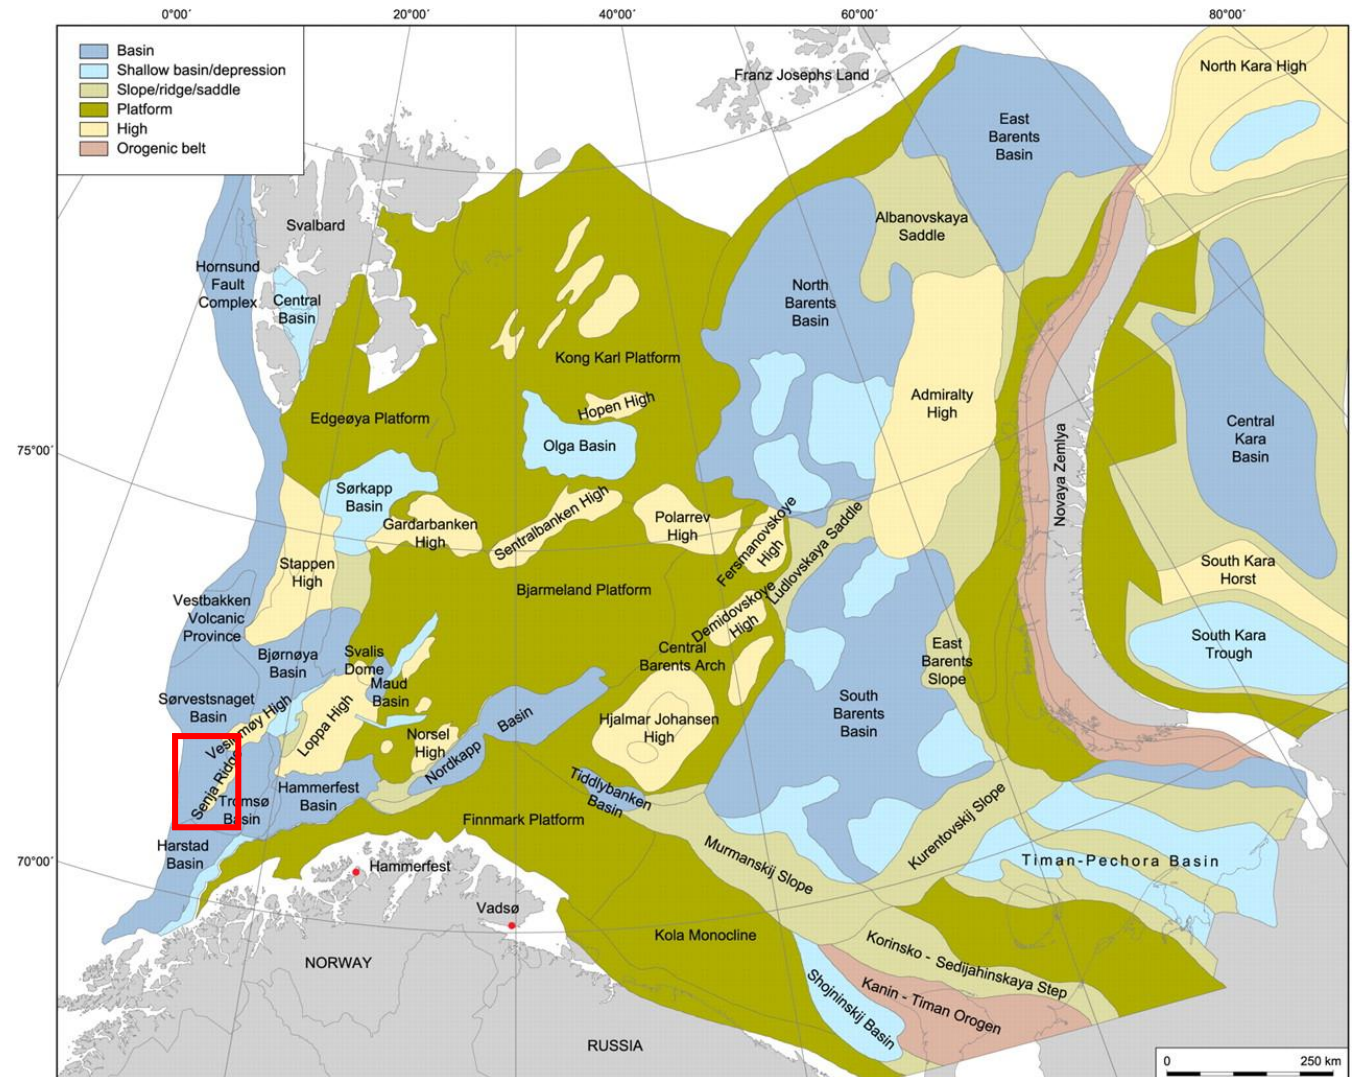 0°00´
20°00´
40°00´
60°00´
80°00´
Basin
Shallow basin/depression
Slope/ridge/saddle
Platform
High
Orogenic belt
Franz Josephs Land
North Kara High
East
Barents
Basin
Svalbard
Albanovskaya
Saddle
Hornsund
Fault
Complex
Central
Basin
North
Barents
Basin
Kong Karl Platform
Hopen High
Admiralty
High
Edgeøya Platform
Olga Basin
75°00´
Central
Kara
Basin
Novaya Zemlya
Sørkapp
Basin
Gardarbanken
High
Sentralbanken High
Polarrev
High
Fersmanovskoye
High
Ludlovskaya Saddle
Stappen
High
South Kara
Horst
Bjarmeland Platform
Vestbakken
Volcanic
Province
Demidovskoye
High
South Kara
Trough
Bjørnøya
Basin
Svalis
Dome
Maud
Basin
Central
Barents Arch
East
Barents
Slope
Sørvestsnaget
Basin
Veslemøy High
Loppa High
South
Barents
Basin
Norsel
High
Nordkapp
Basin
Hjalmar Johansen
High
Senja Ridge
Tromsø
Basin
Hammerfest
Basin
Tiddlybanken
Basin
Finnmark Platform
Harstad
Basin
70°00´
Murmanskij Slope
Kurentovskij Slope
Timan-Pechora Basin
Hammerfest
Vadsø
Kola Monocline
Korinsko - Sedijahinskaya Step
NORWAY
Shojninskij Basin
Kanin - Timan Orogen
RUSSIA
0
250 km